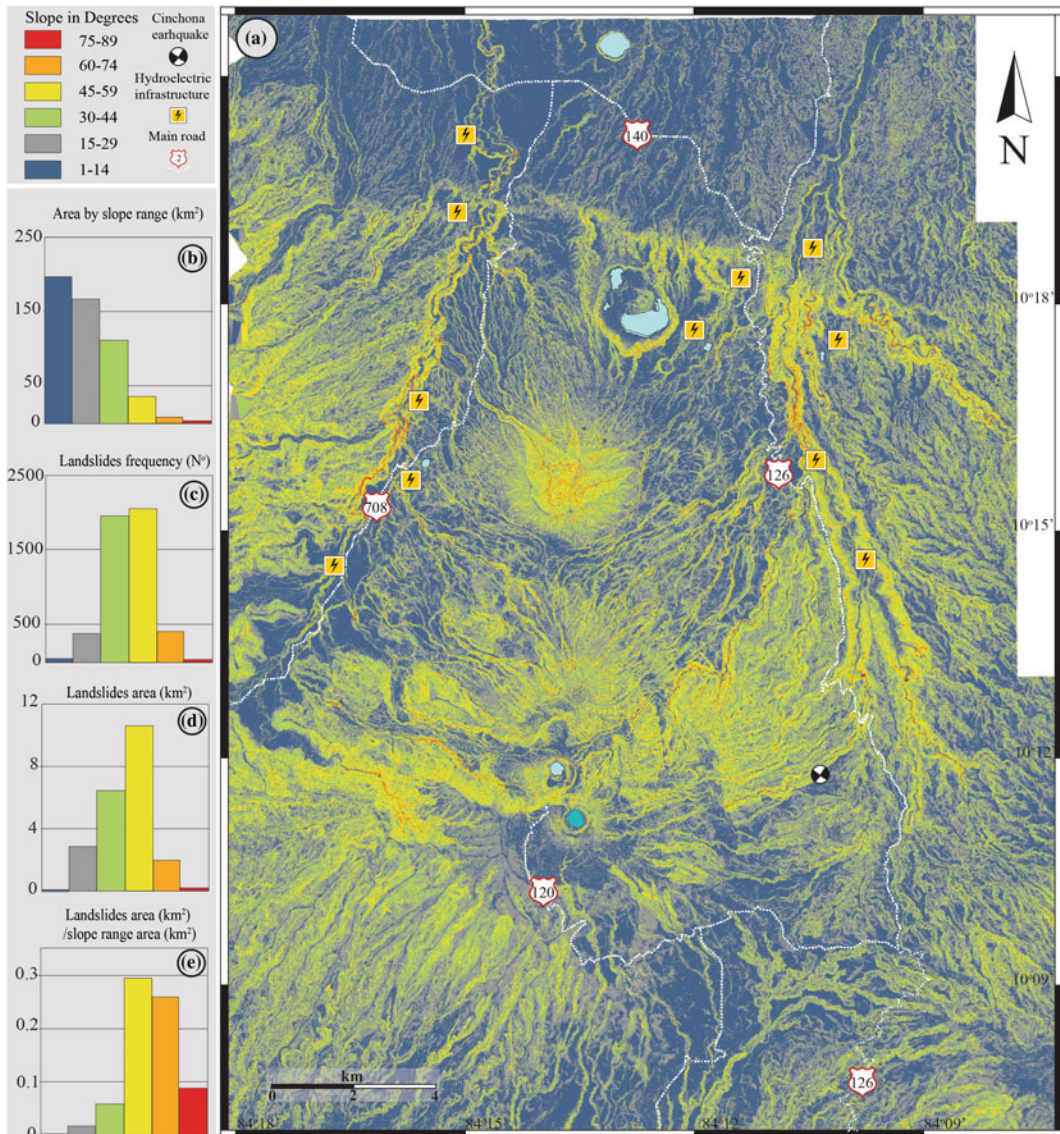 Slope in Degrees
75-89
60-74
45-59
30-44
15-29
1-14
Cinchona
earhquake
Hydroelectric
infrastructure
Main road
2
Area by slope range (km²)
(b)
250
150
50
0
Landslides frequency (Nº)
(c)
2500
1500
500
0
Landslides area (km²)
(d)
12
8
4
0
Landslides area (km²)
/slope range area (km²)
(e)
0.3
0.2
0.1
0
(a)
N
140
126
708
120
126
10°18'
10°15'
10°12
10°09
km
0 2 4
84°18' 84°15' 84°12' 84°09'